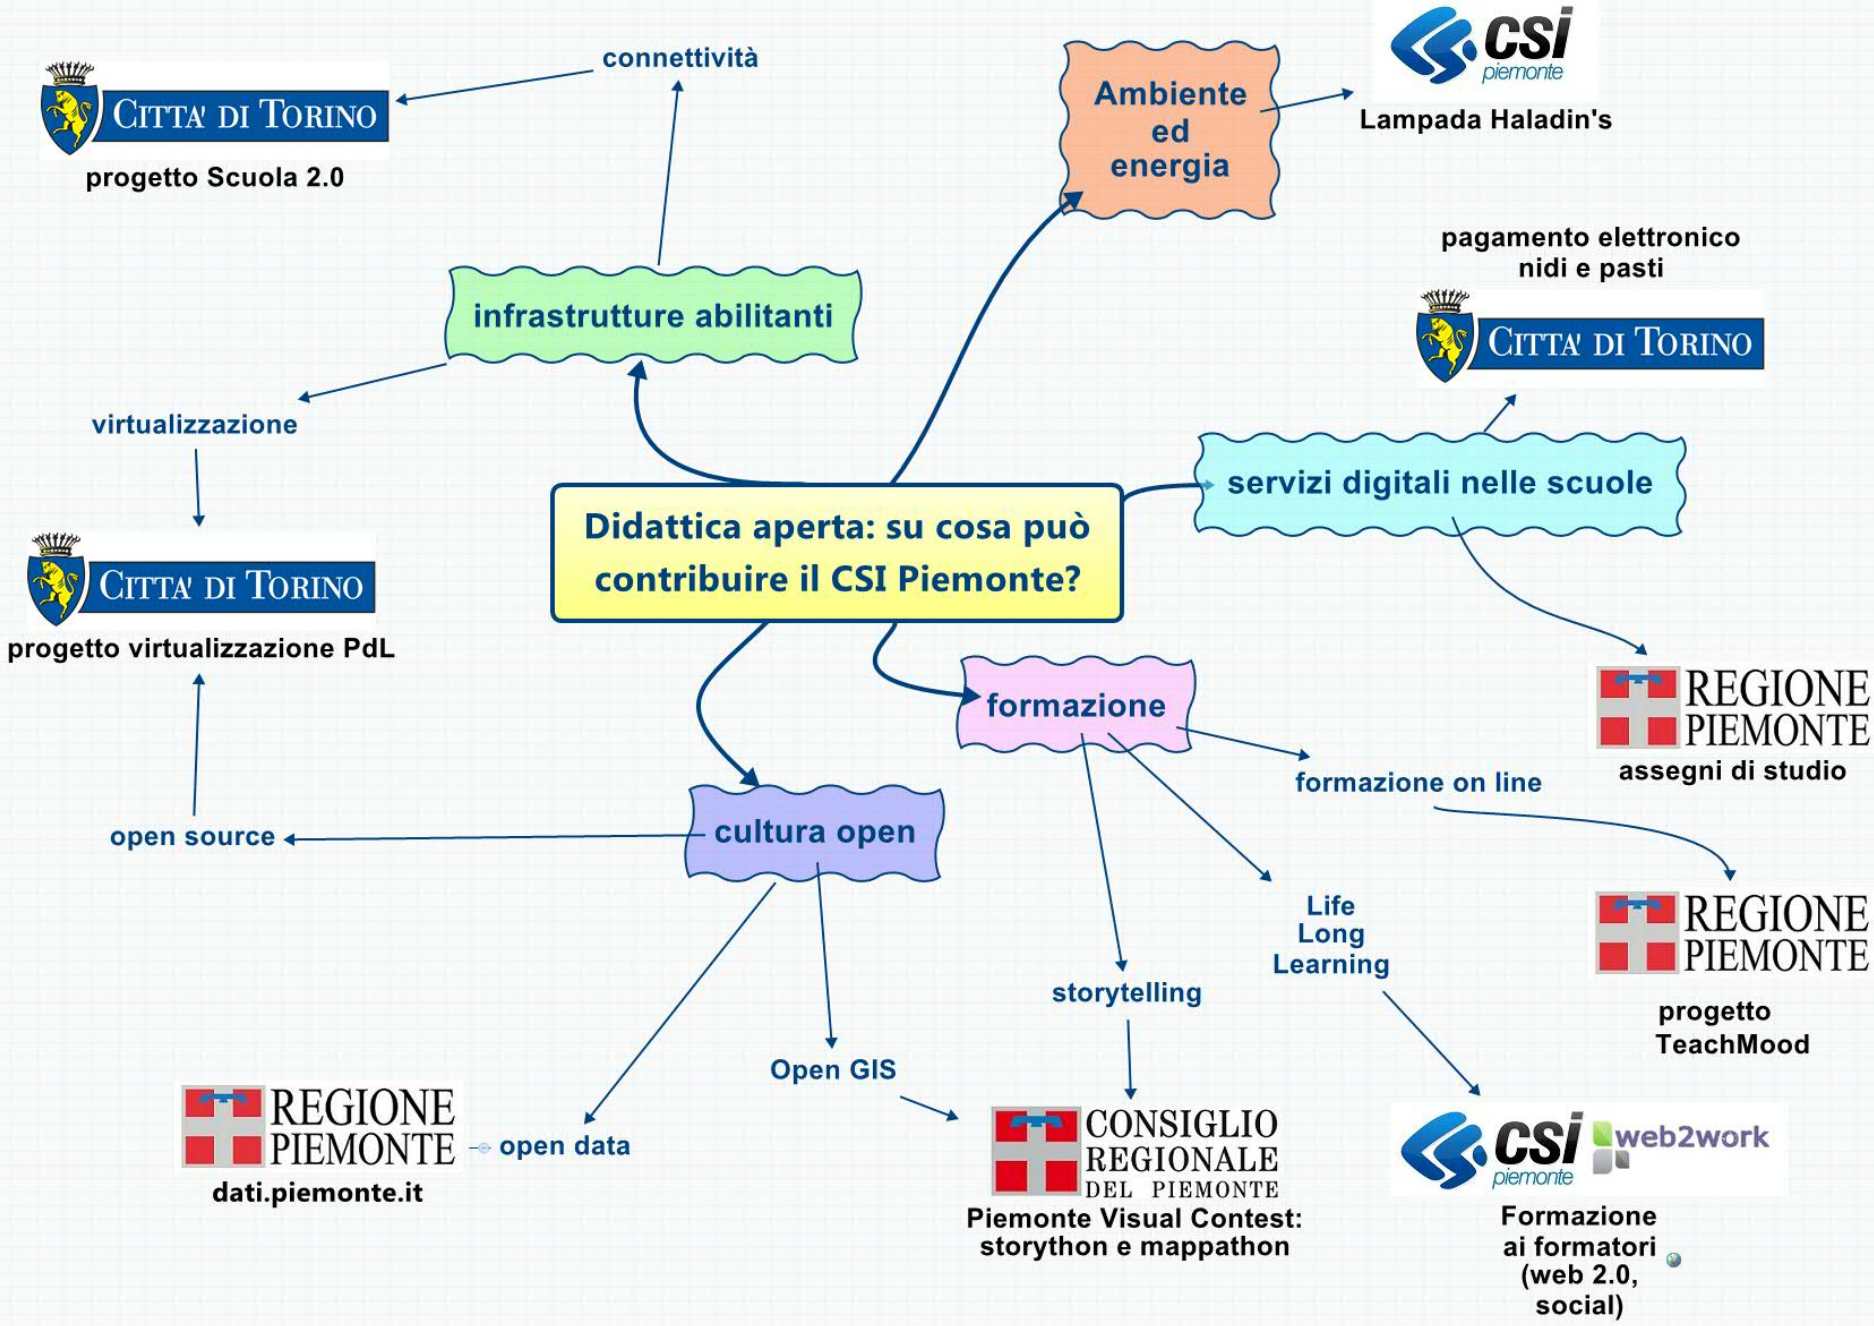 connettività
CITTA' DI TORINO
progetto Scuola 2.0
Ambiente
ed
energia
csi
piemonte
Lampada Haladin's
pagamento elettronico
nidi e pasti
CITTA' DI TORINO
infrastrutture abilitanti
virtualizzazione
servizi digitali nelle scuole
Didattica aperta: su cosa può
contribuire il CSI Piemonte?
CITTA' DI TORINO
progetto virtualizzazione PdL
formazione
REGIONE
PIEMONTE
assegni di studio
formazione on line
open source
cultura open
Life
Long
Learning
REGIONE
PIEMONTE
progetto
TeachMood
storytelling
Open GIS
REGIONE
PIEMONTE
dati.piemonte.it
open data
CONSIGLIO
REGIONALE
DEL PIEMONTE
Piemonte Visual Contest:
storython e mappathon
csi
piemonte
web2work
Formazione
ai formatori
(web 2.0,
social)